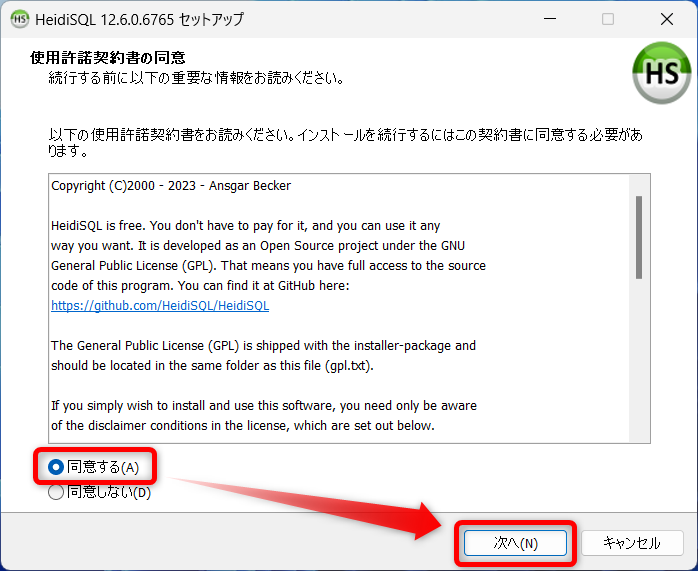 HS HeidiSQL 12.6.0.6765 セットアップ
使用許諾契約書の同意
続行する前に以下の重要な情報をお読みください。
HS
以下の使用許諾契約書をお読みください。インストールを続行するにはこの契約書に同意する必要があ
ります。
Copyright (C)2000 - 2023 - Ansgar Becker
HeidiSQL is free. You don't have to pay for it, and you can use it any
way you want. It is developed as an Open Source project under the GNU
General Public License (GPL). That means you have full access to the source
code of this program. You can find it at GitHub here:
https://github.com/HeidiSQL/HeidiSQL
The General Public License (GPL) is shipped with the installer-package and
should be located in the same folder as this file (gpl.txt).
If you simply wish to install and use this software, you need only be aware
of the disclaimer conditions in the license, which are set out below.
同意する(A)
同意しない(D)
次へ(N)
キャンセル